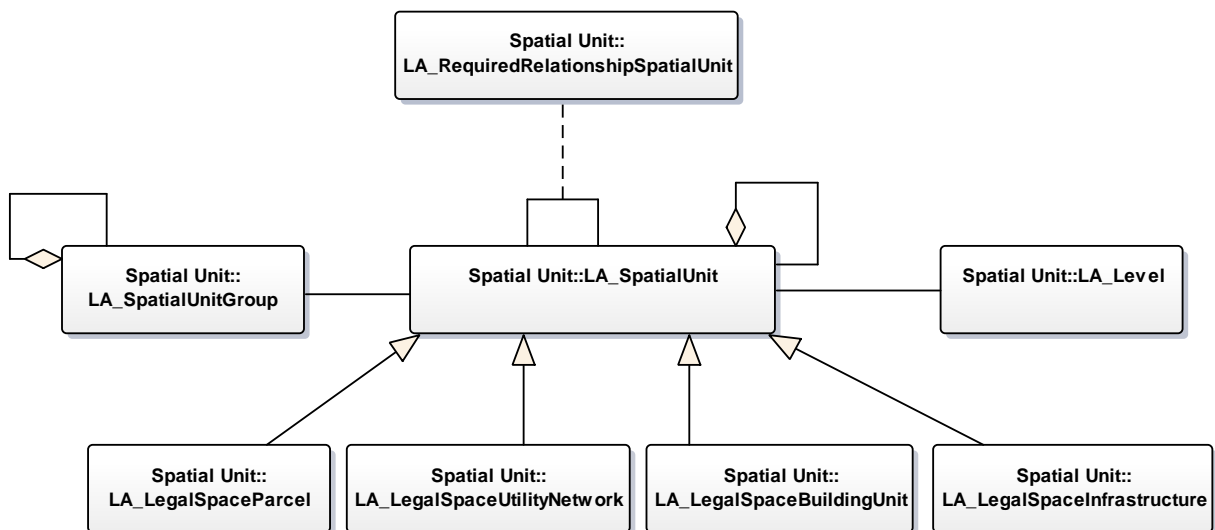 Spatial Unit::
LA_RequiredRelationshipSpatialUnit
Spatial Unit::
LA_SpatialUnitGroup
Spatial Unit::LA_SpatialUnit
Spatial Unit::LA_Level
Spatial Unit::
LA_LegalSpaceParcel
Spatial Unit::
LA_LegalSpaceUtilityNetwork
Spatial Unit::
LA_LegalSpaceBuildingUnit
Spatial Unit::
LA_LegalSpaceInfrastructure